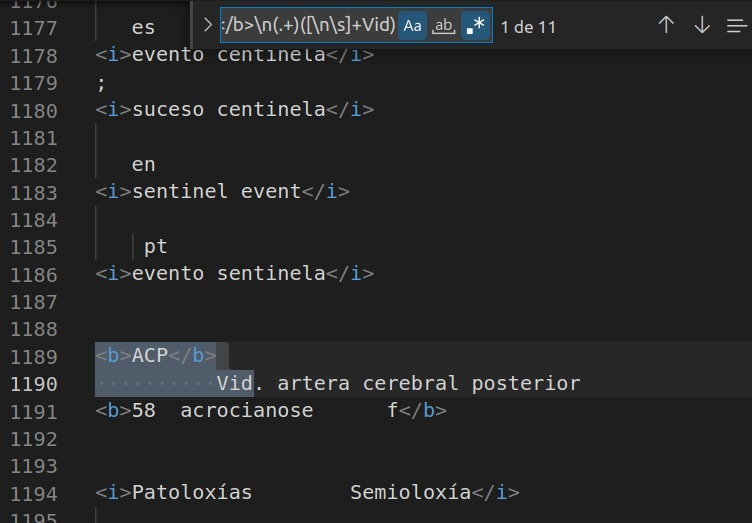 1176
:/b>\n(.+)([\n\s]+Vid) Aa ab .* 1 de 11
1177 es
1178 <i>evento centinela</i>
1179 ;
1180 <i>suceso centinela</i>
1181
1182 en
1183 <i>sentinel event</i>
1184
1185 pt
1186 <i>evento sentinela</i>
1187
1188
1189 <b>ACP</b>
1190 Vid. artera cerebral posterior
1191 <b>58 acrocianose f</b>
1192
1193
1194 <i>Patoloxías Semioloxía</i>
1195